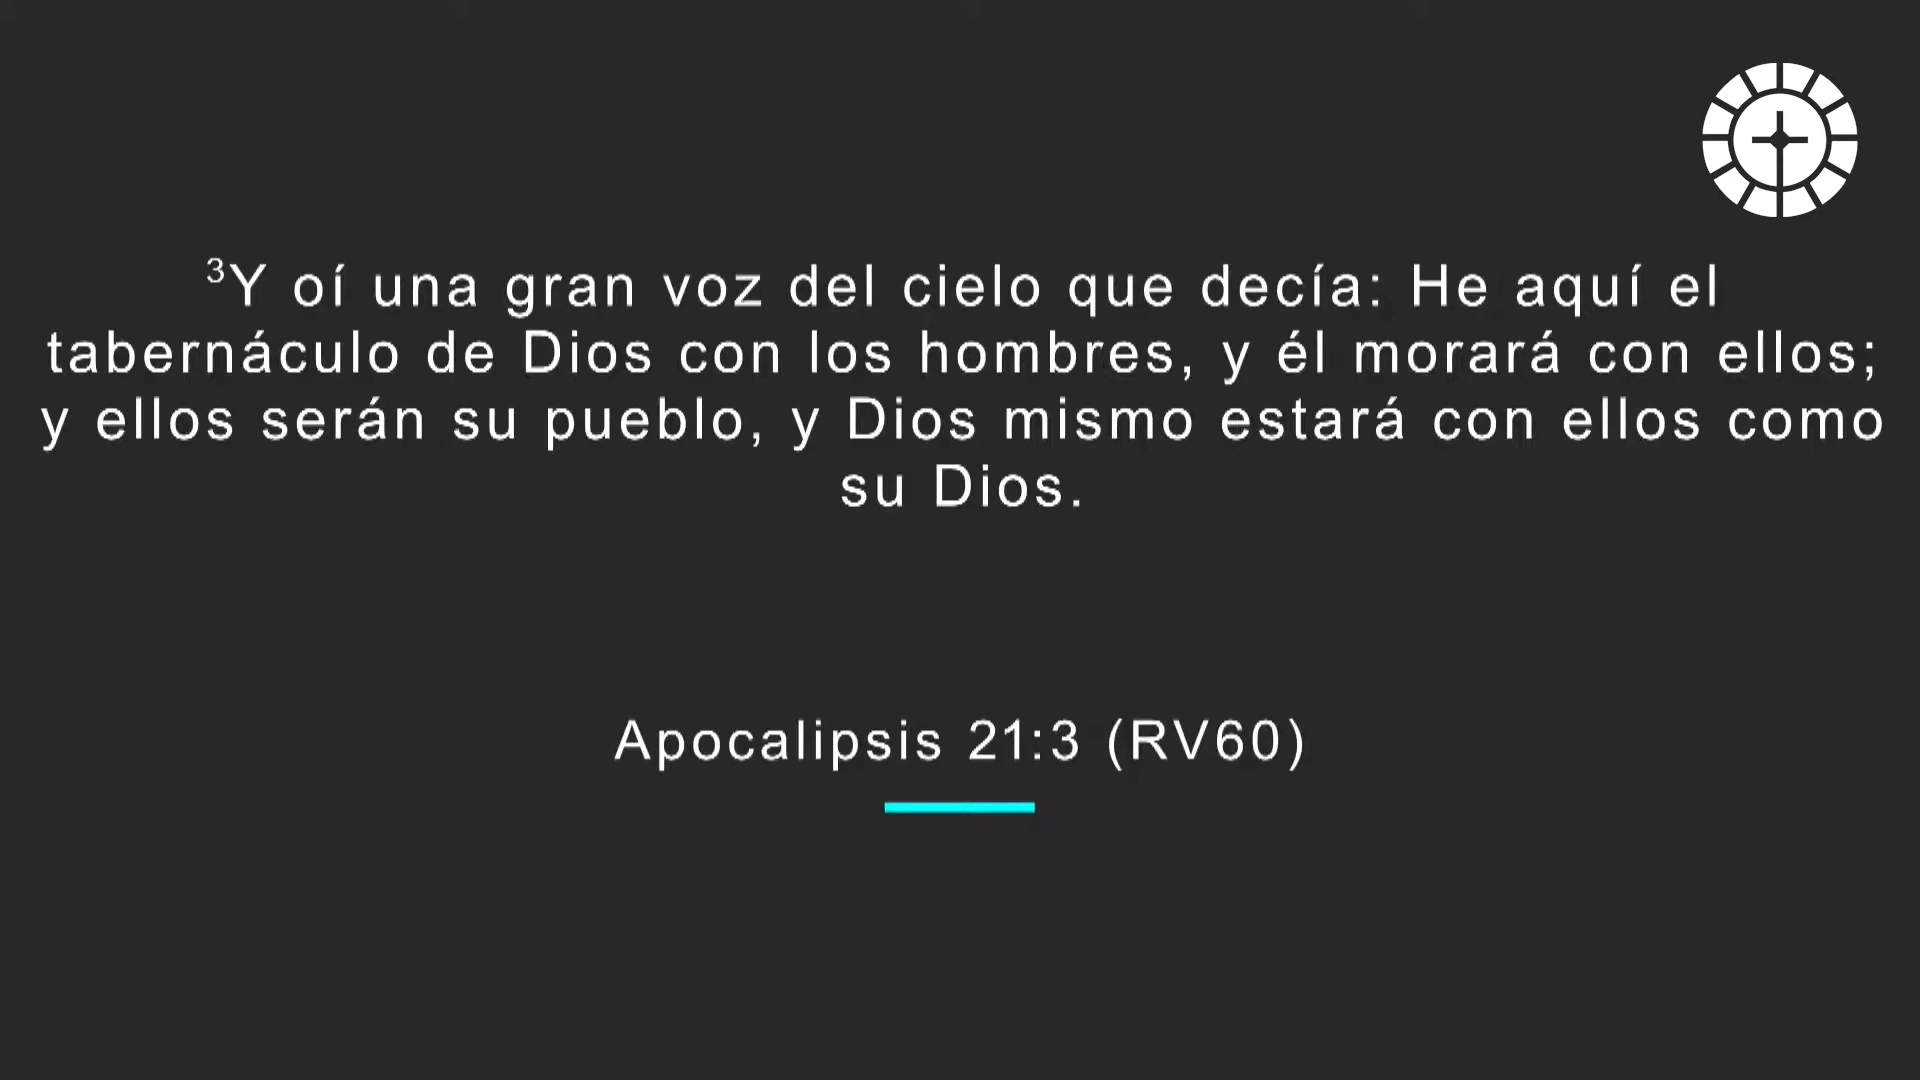 ³Y oí una gran voz del cielo que decía: He aquí el
tabernáculo de Dios con los hombres, y él morará con ellos;
y ellos serán su pueblo, y Dios mismo estará con ellos como
su Dios.
Apocalipsis 21:3 (RV60)